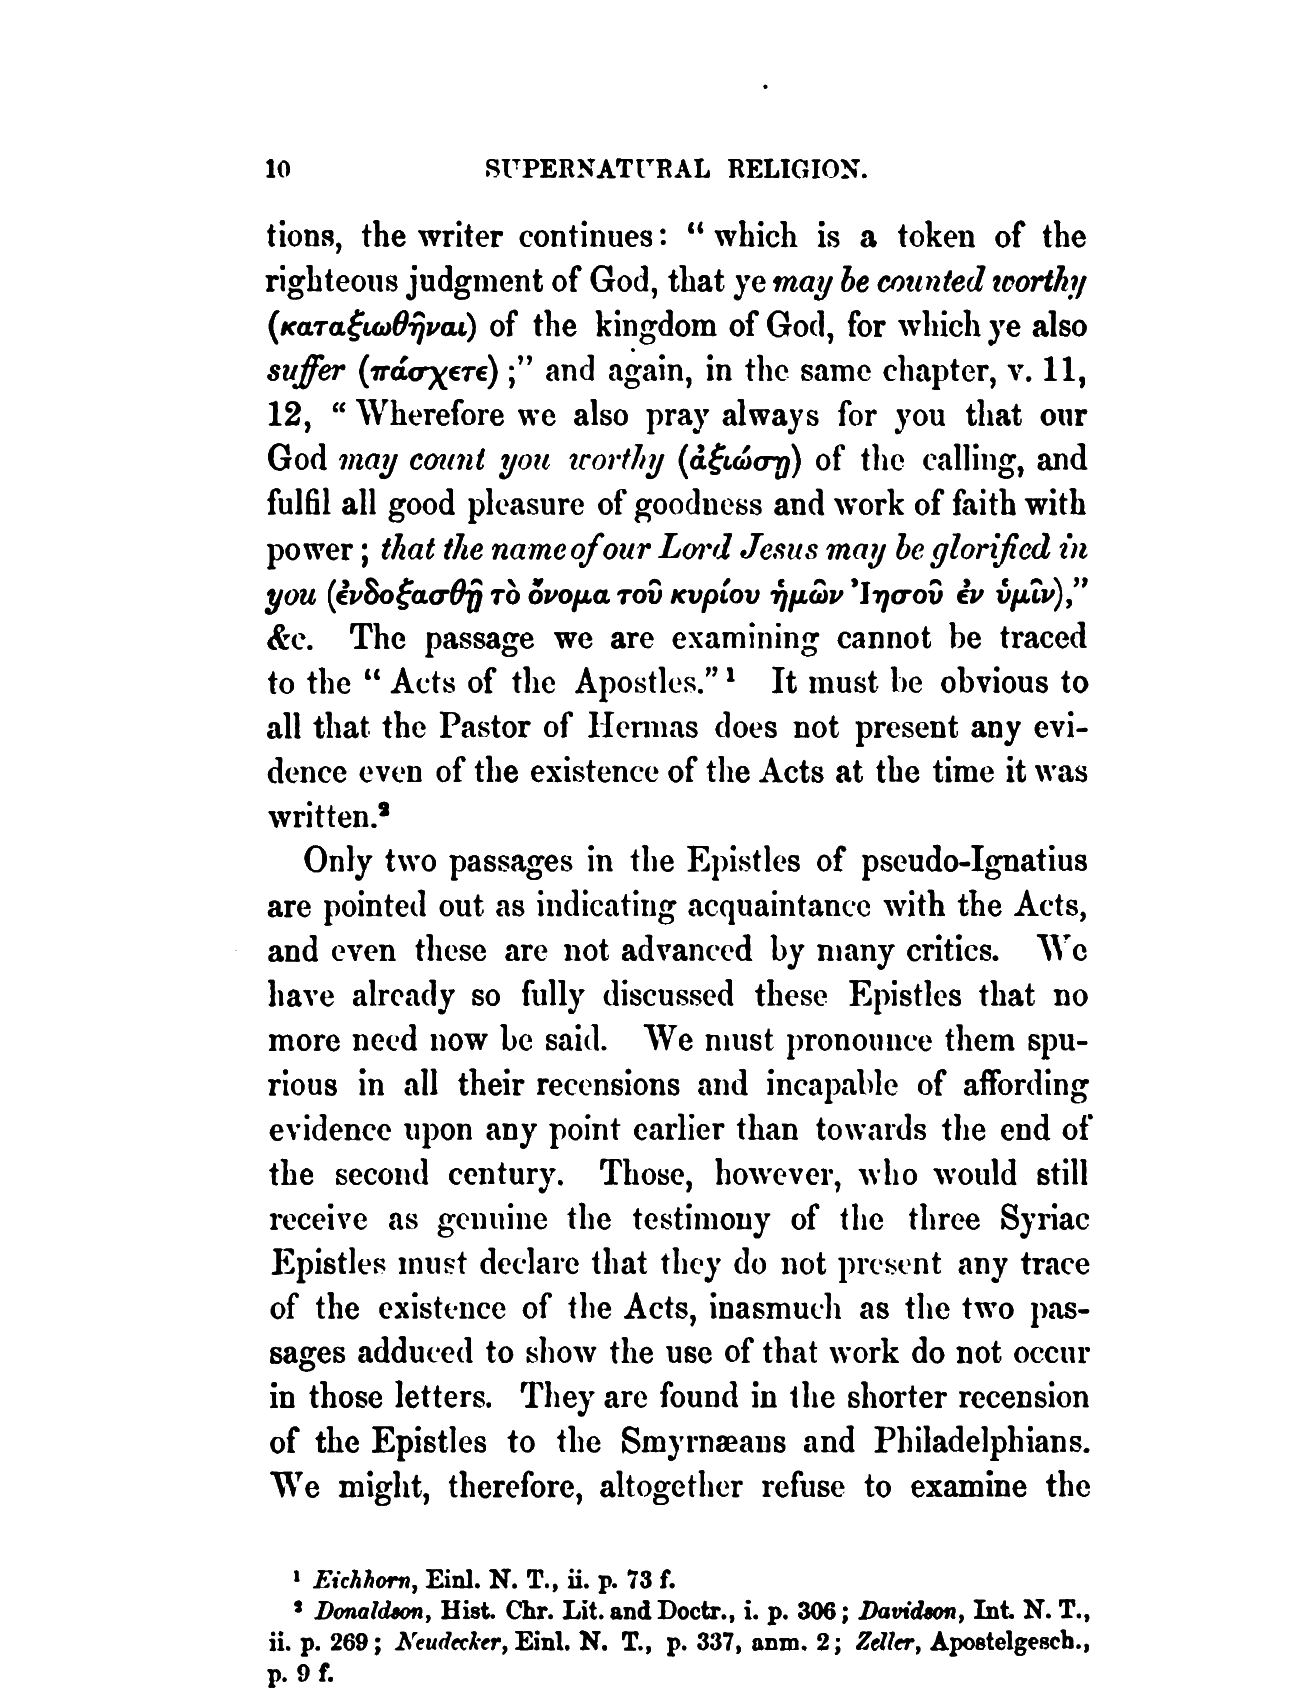 10 SUPERNATURAL RELIGION.
tions, the writer continues: “ which is a token of the
righteous judgment of God, that ye may be counted worthy
(καταξιωθῆναι) of the kingdom of God, for which ye also
suffer (πάσχετε) ;” and again, in the same chapter, v. 11,
12, “ Wherefore we also pray always for you that our
God may count you worthy (ἀξιώσῃ) of the calling, and
fulfil all good pleasure of goodness and work of faith with
power ; that the name of our Lord Jesus may be glorified in
you (ἐνδοξασθῇ τὸ ὄνομα τοῦ κυρίου ἡμῶν Ἰησοῦ ἐν ὑμῖν),”
&c. The passage we are examining cannot be traced
to the “ Acts of the Apostles.” ¹ It must be obvious to
all that the Pastor of Hermas does not present any evi-
dence even of the existence of the Acts at the time it was
written.²
Only two passages in the Epistles of pseudo-Ignatius
are pointed out as indicating acquaintance with the Acts,
and even these are not advanced by many critics. We
have already so fully discussed these Epistles that no
more need now be said. We must pronounce them spu-
rious in all their recensions and incapable of affording
evidence upon any point earlier than towards the end of
the second century. Those, however, who would still
receive as genuine the testimony of the three Syriac
Epistles must declare that they do not present any trace
of the existence of the Acts, inasmuch as the two pas-
sages adduced to show the use of that work do not occur
in those letters. They are found in the shorter recension
of the Epistles to the Smyrnæans and Philadelphians.
We might, therefore, altogether refuse to examine the
¹ Eichhorn, Einl. N. T., ii. p. 73 f.
² Donaldson, Hist. Chr. Lit. and Doctr., i. p. 306 ; Davidson, Int. N. T.,
ii. p. 269 ; Neudecker, Einl. N. T., p. 337, anm. 2 ; Zeller, Apostelgesch.,
p. 9 f.